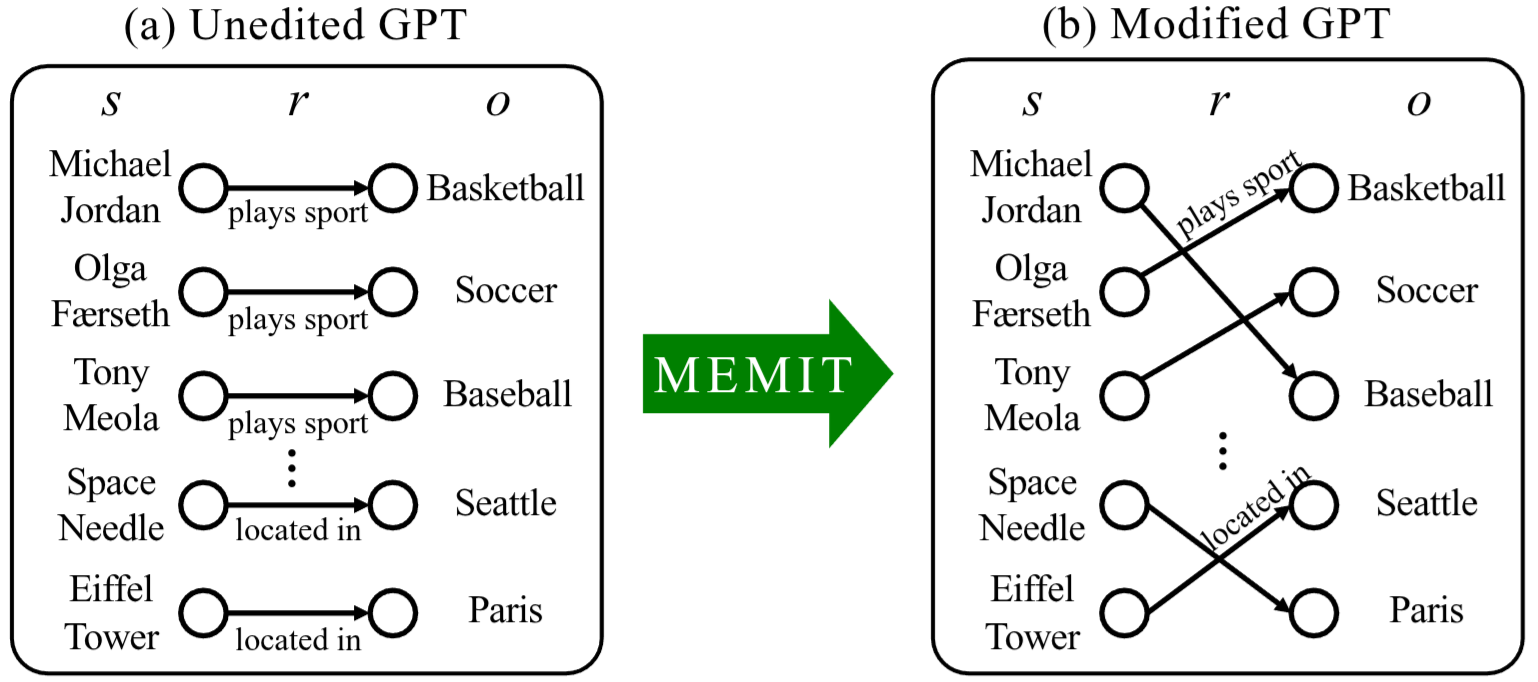 (a) Unedited GPT
s r o
Michael
Jordan
plays sport
Basketball
Olga
Færseth
plays sport
Soccer
Tony
Meola
plays sport
Baseball
Space
Needle
located in
Seattle
Eiffel
Tower
located in
Paris
MEMIT
(b) Modified GPT
s r o
Michael
Jordan
plays sport
Basketball
Olga
Færseth
Soccer
Tony
Meola
Baseball
Space
Needle
located in
Seattle
Eiffel
Tower
Paris